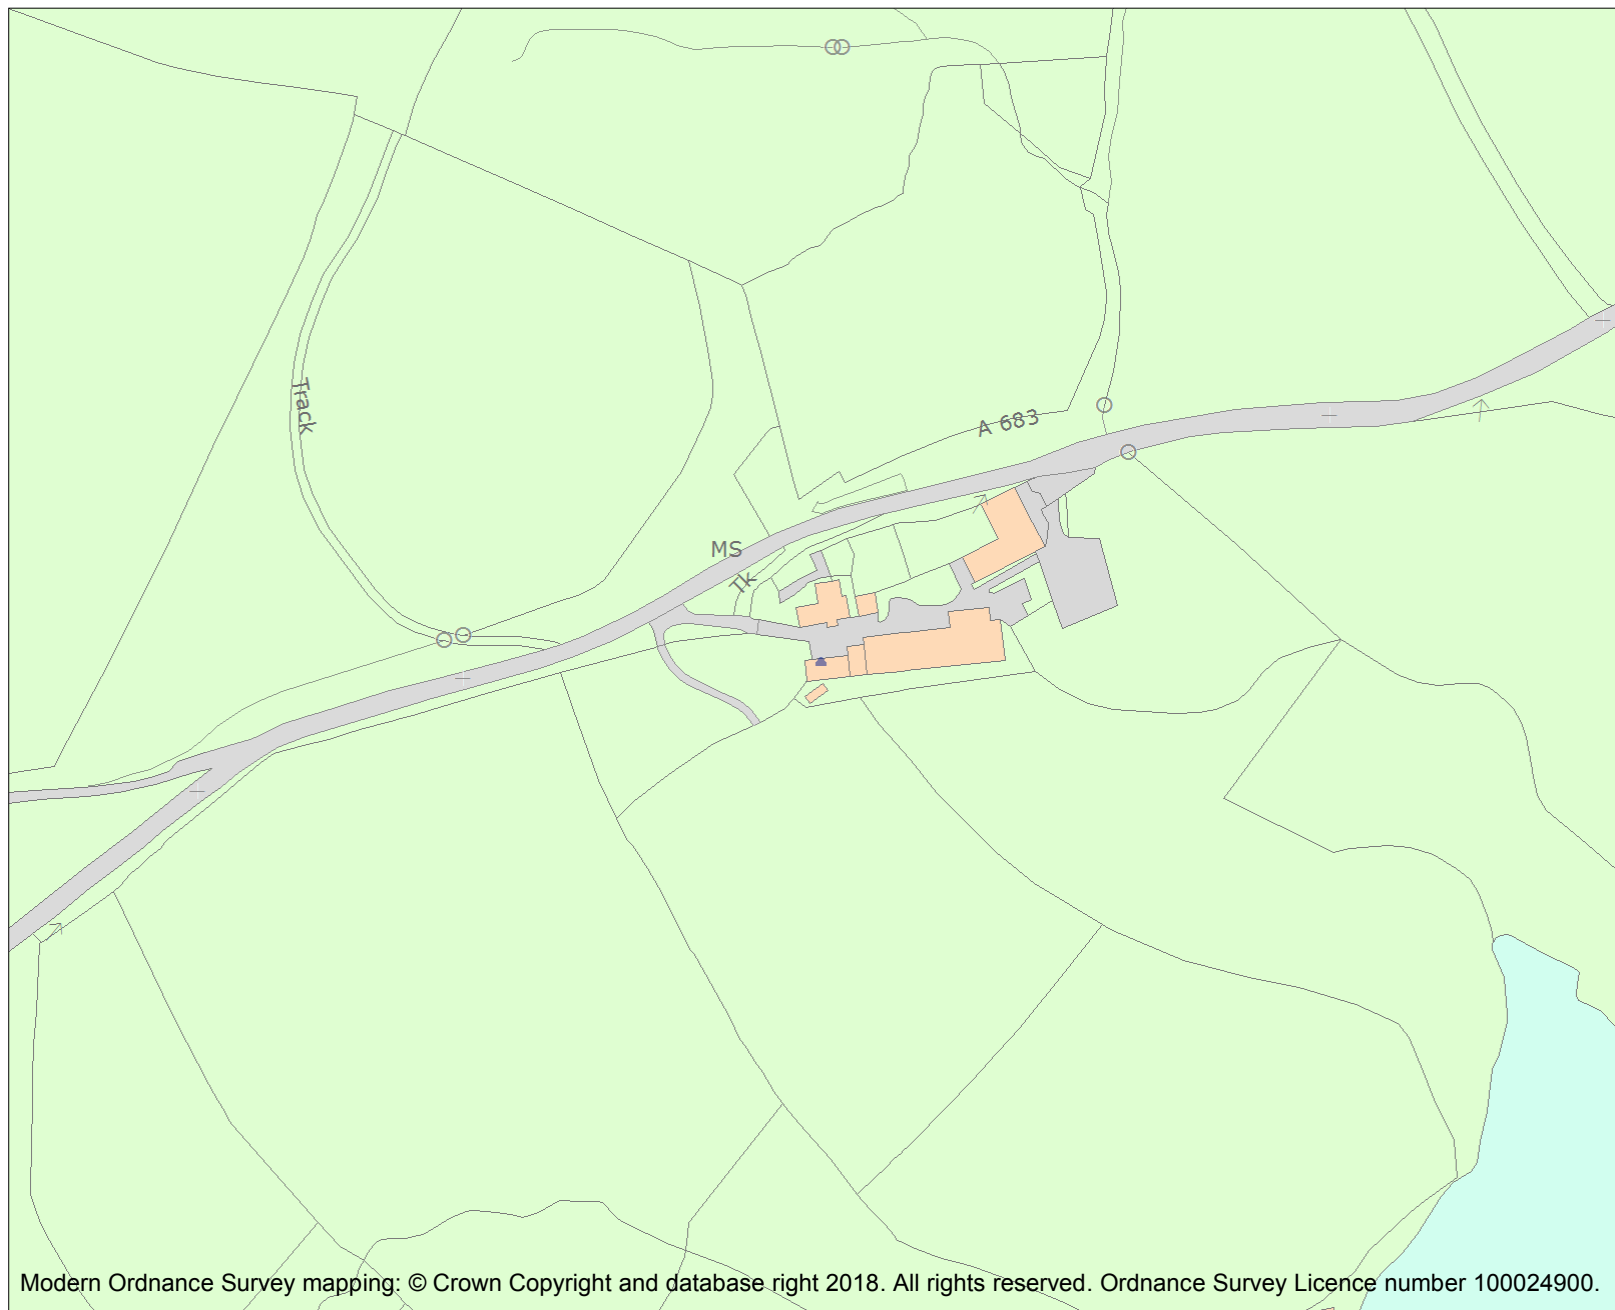 Track
A 683
MS
Tk
Modern Ordnance Survey mapping: © Crown Copyright and database right 2018. All rights reserved. Ordnance Survey Licence number 100024900.